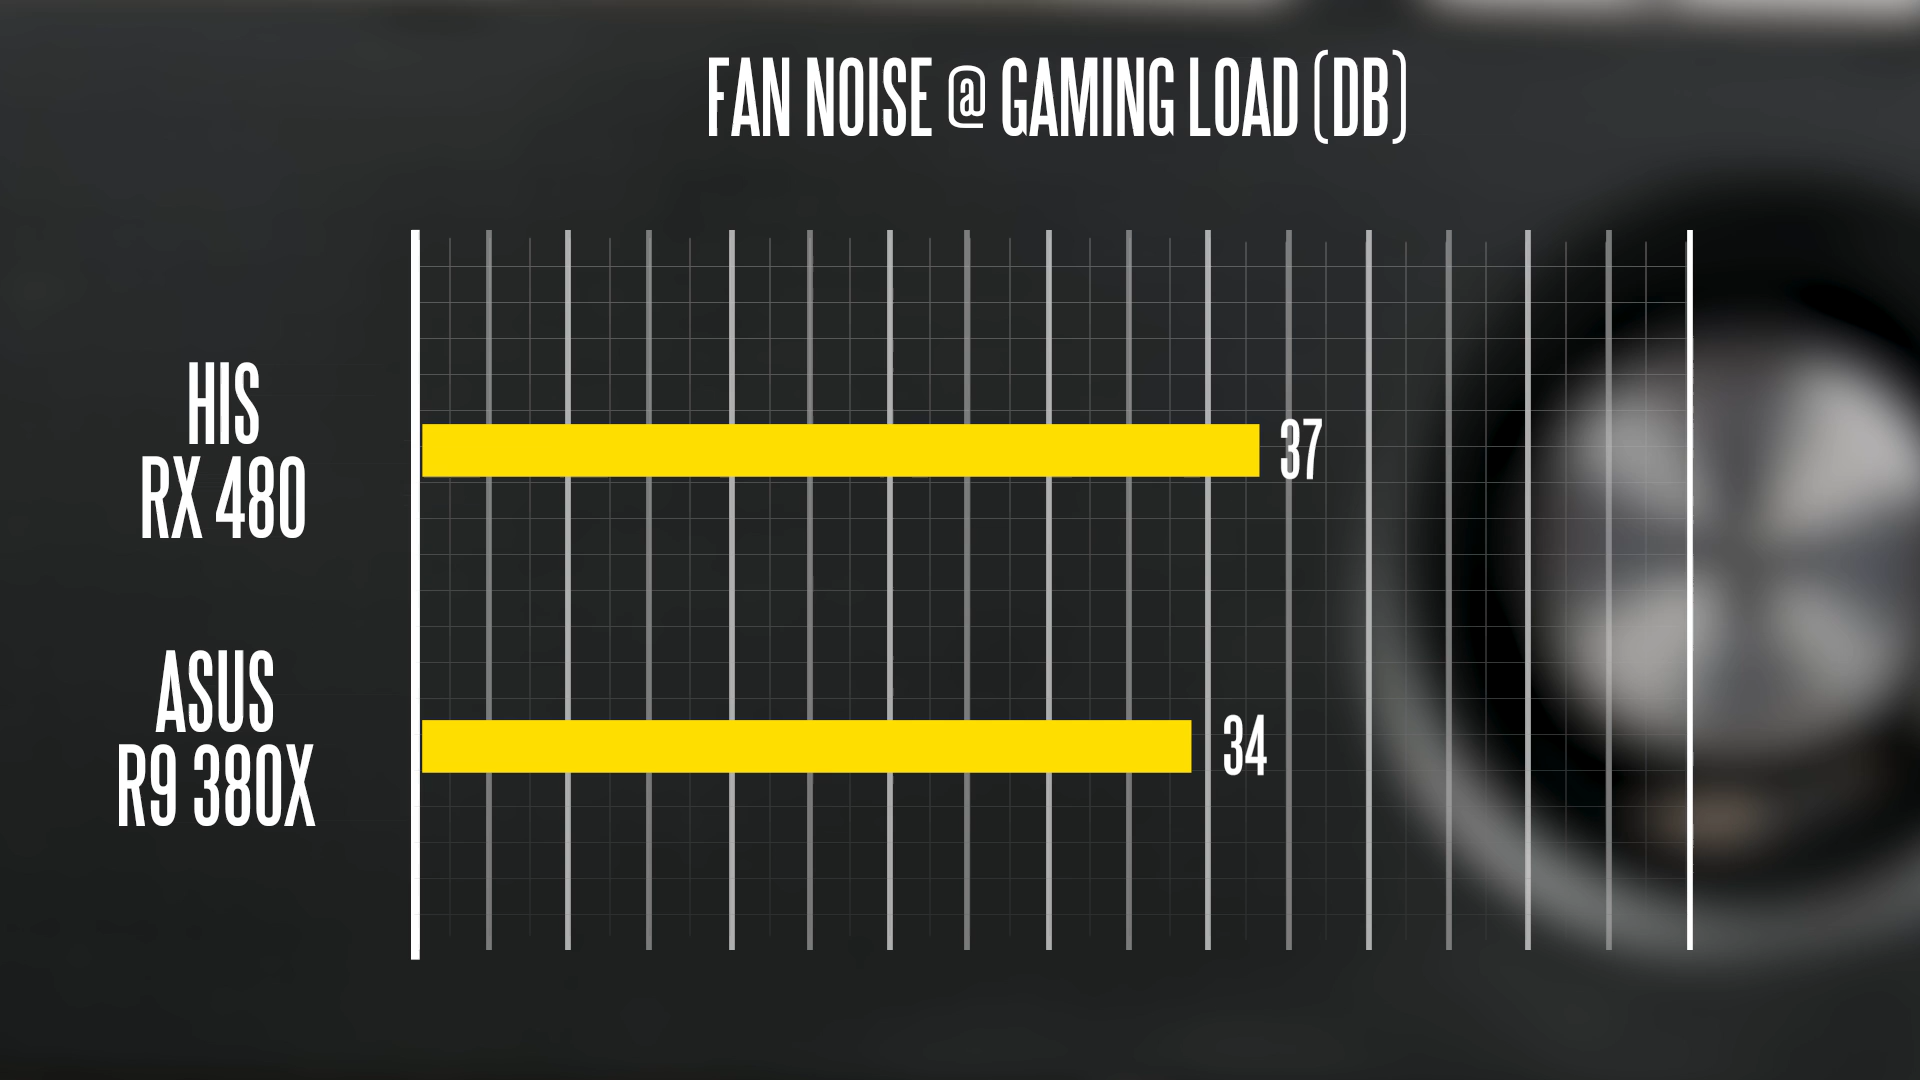 FAN NOISE @ GAMING LOAD (DB)
HIS
RX 480
37
ASUS
R9 380X
34